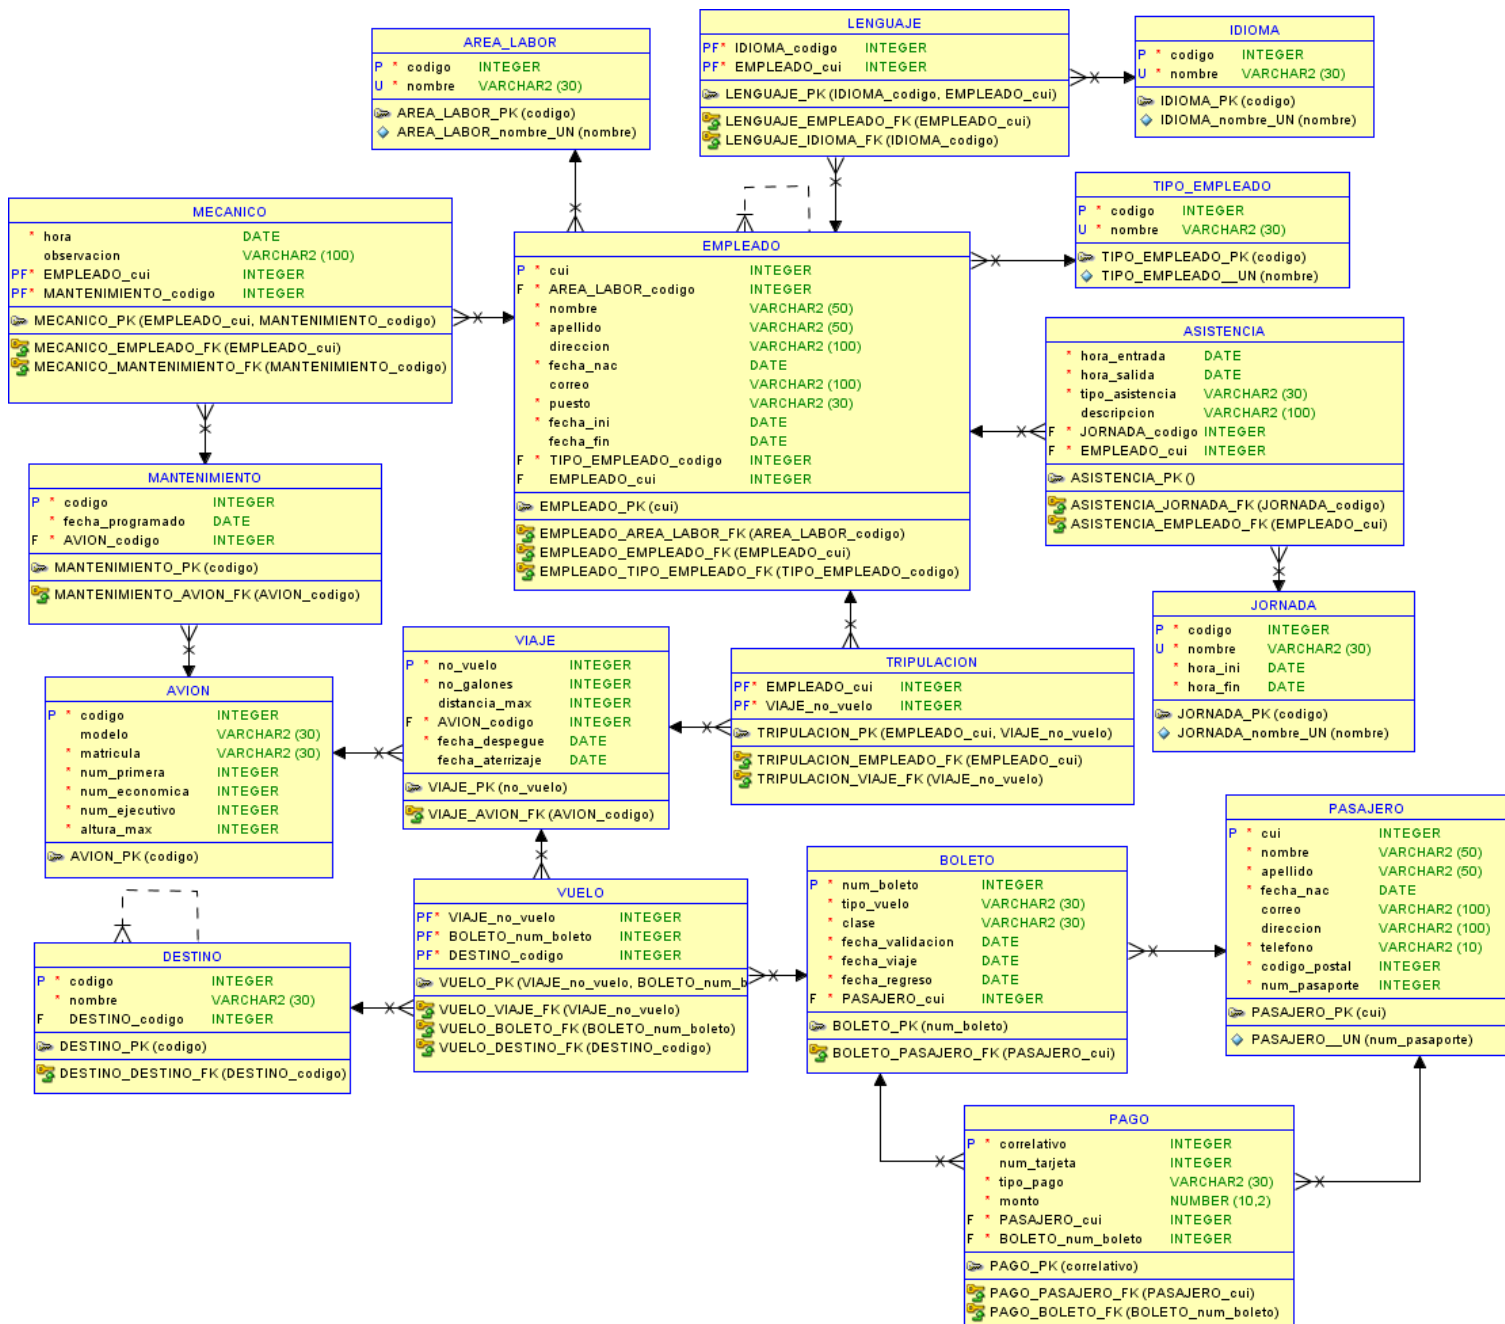 AREA_LABOR
P * codigo INTEGER
U * nombre VARCHAR2 (30)
AREA_LABOR_PK (codigo)
AREA_LABOR_nombre_UN (nombre)
LENGUAJE
PF* IDIOMA_codigo INTEGER
PF* EMPLEADO_cui INTEGER
LENGUAJE_PK (IDIOMA_codigo, EMPLEADO_cui)
LENGUAJE_EMPLEADO_FK (EMPLEADO_cui)
LENGUAJE_IDIOMA_FK (IDIOMA_codigo)
IDIOMA
P * codigo INTEGER
U * nombre VARCHAR2 (30)
IDIOMA_PK (codigo)
IDIOMA_nombre_UN (nombre)
MECANICO
* hora DATE
observacion VARCHAR2 (100)
PF* EMPLEADO_cui INTEGER
PF* MANTENIMIENTO_codigo INTEGER
MECANICO_PK (EMPLEADO_cui, MANTENIMIENTO_codigo)
MECANICO_EMPLEADO_FK (EMPLEADO_cui)
MECANICO_MANTENIMIENTO_FK (MANTENIMIENTO_codigo)
EMPLEADO
P * cui INTEGER
F * AREA_LABOR_codigo INTEGER
* nombre VARCHAR2 (50)
* apellido VARCHAR2 (50)
direccion VARCHAR2 (100)
* fecha_nac DATE
correo VARCHAR2 (100)
* puesto VARCHAR2 (30)
* fecha_ini DATE
fecha_fin DATE
F * TIPO_EMPLEADO_codigo INTEGER
F EMPLEADO_cui INTEGER
EMPLEADO_PK (cui)
EMPLEADO_AREA_LABOR_FK (AREA_LABOR_codigo)
EMPLEADO_EMPLEADO_FK (EMPLEADO_cui)
EMPLEADO_TIPO_EMPLEADO_FK (TIPO_EMPLEADO_codigo)
TIPO_EMPLEADO
P * codigo INTEGER
U * nombre VARCHAR2 (30)
TIPO_EMPLEADO_PK (codigo)
TIPO_EMPLEADO__UN (nombre)
ASISTENCIA
* hora_entrada DATE
* hora_salida DATE
* tipo_asistencia VARCHAR2 (30)
descripcion VARCHAR2 (100)
F * JORNADA_codigo INTEGER
F * EMPLEADO_cui INTEGER
ASISTENCIA_PK ()
ASISTENCIA_JORNADA_FK (JORNADA_codigo)
ASISTENCIA_EMPLEADO_FK (EMPLEADO_cui)
MANTENIMIENTO
P * codigo INTEGER
* fecha_programado DATE
F * AVION_codigo INTEGER
MANTENIMIENTO_PK (codigo)
MANTENIMIENTO_AVION_FK (AVION_codigo)
JORNADA
P * codigo INTEGER
U * nombre VARCHAR2 (30)
* hora_ini DATE
* hora_fin DATE
JORNADA_PK (codigo)
JORNADA_nombre_UN (nombre)
VIAJE
P * no_vuelo INTEGER
* no_galones INTEGER
distancia_max INTEGER
F * AVION_codigo INTEGER
* fecha_despegue DATE
fecha_aterrizaje DATE
VIAJE_PK (no_vuelo)
VIAJE_AVION_FK (AVION_codigo)
TRIPULACION
PF* EMPLEADO_cui INTEGER
PF* VIAJE_no_vuelo INTEGER
TRIPULACION_PK (EMPLEADO_cui, VIAJE_no_vuelo)
TRIPULACION_EMPLEADO_FK (EMPLEADO_cui)
TRIPULACION_VIAJE_FK (VIAJE_no_vuelo)
AVION
P * codigo INTEGER
modelo VARCHAR2 (30)
* matricula VARCHAR2 (30)
* num_primera INTEGER
* num_economica INTEGER
* num_ejecutivo INTEGER
* altura_max INTEGER
AVION_PK (codigo)
PASAJERO
P * cui INTEGER
* nombre VARCHAR2 (50)
* apellido VARCHAR2 (50)
* fecha_nac DATE
correo VARCHAR2 (100)
direccion VARCHAR2 (100)
* telefono VARCHAR2 (10)
* codigo_postal INTEGER
* num_pasaporte INTEGER
PASAJERO_PK (cui)
PASAJERO__UN (num_pasaporte)
BOLETO
P * num_boleto INTEGER
* tipo_vuelo VARCHAR2 (30)
* clase VARCHAR2 (30)
* fecha_validacion DATE
* fecha_viaje DATE
* fecha_regreso DATE
F * PASAJERO_cui INTEGER
BOLETO_PK (num_boleto)
BOLETO_PASAJERO_FK (PASAJERO_cui)
VUELO
PF* VIAJE_no_vuelo INTEGER
PF* BOLETO_num_boleto INTEGER
PF* DESTINO_codigo INTEGER
VUELO_PK (VIAJE_no_vuelo, BOLETO_num_b
VUELO_VIAJE_FK (VIAJE_no_vuelo)
VUELO_BOLETO_FK (BOLETO_num_boleto)
VUELO_DESTINO_FK (DESTINO_codigo)
DESTINO
P * codigo INTEGER
* nombre VARCHAR2 (30)
F DESTINO_codigo INTEGER
DESTINO_PK (codigo)
DESTINO_DESTINO_FK (DESTINO_codigo)
PAGO
P * correlativo INTEGER
num_tarjeta INTEGER
* tipo_pago VARCHAR2 (30)
* monto NUMBER (10,2)
F * PASAJERO_cui INTEGER
F * BOLETO_num_boleto INTEGER
PAGO_PK (correlativo)
PAGO_PASAJERO_FK (PASAJERO_cui)
PAGO_BOLETO_FK (BOLETO_num_boleto)